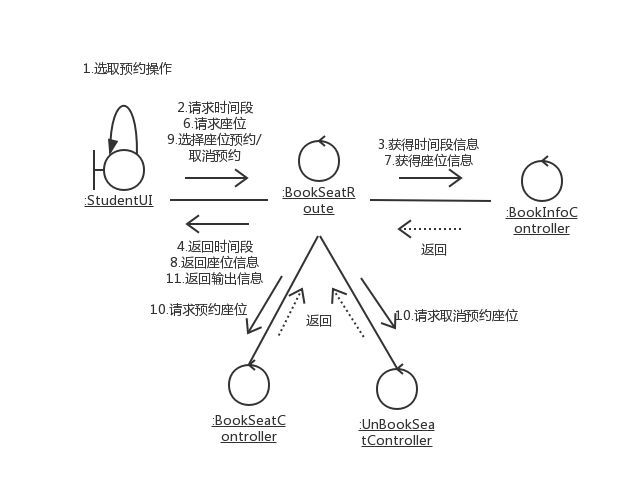 1.选取预约操作
2.请求时间段
6.请求座位
9.选择座位预约/
取消预约
3.获得时间段信息
7.获得座位信息
:StudentUI
:BookSeatR
oute
:BookInfoC
ontroller
4.返回时间段
8.返回座位信息
11.返回输出信息
返回
10.请求预约座位
返回
10.请求取消预约座位
:BookSeatC
ontroller
:UnBookSea
tController